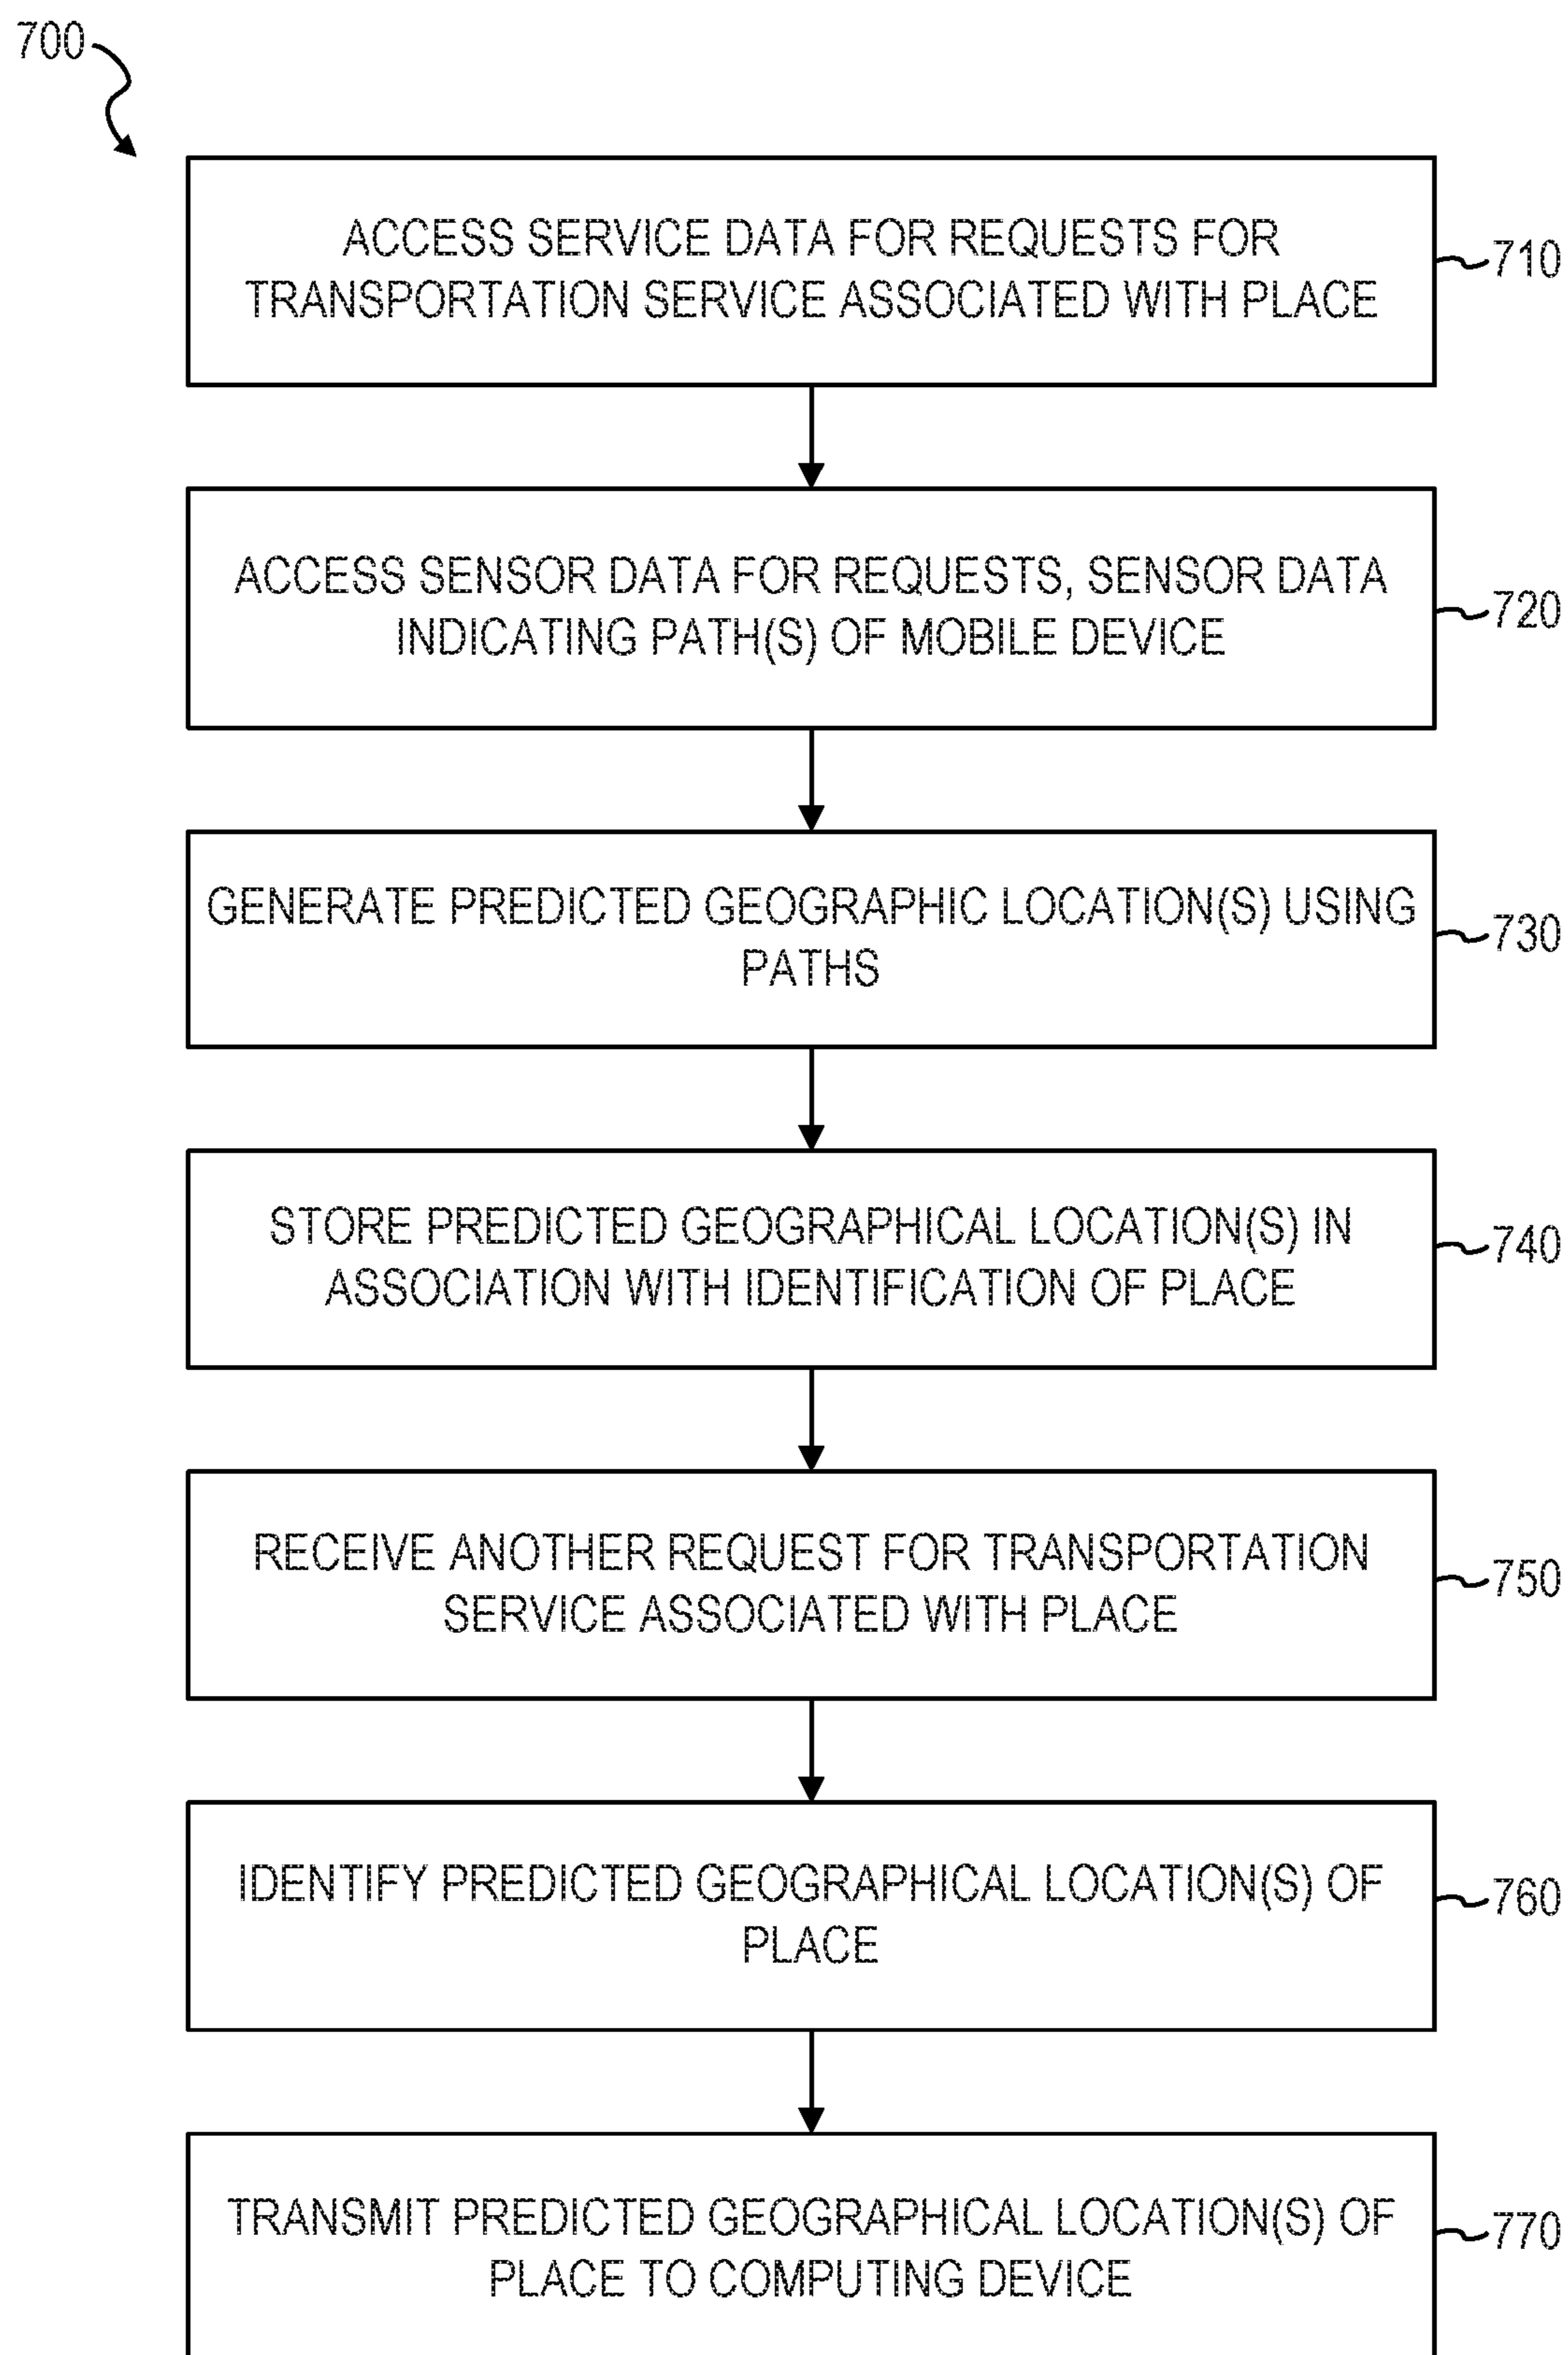 700
ACCESS SERVICE DATA FOR REQUESTS FOR
TRANSPORTATION SERVICE ASSOCIATED WITH PLACE
710
ACCESS SENSOR DATA FOR REQUESTS, SENSOR DATA
INDICATING PATH(S) OF MOBILE DEVICE
720
GENERATE PREDICTED GEOGRAPHIC LOCATION(S) USING
PATHS
730
STORE PREDICTED GEOGRAPHICAL LOCATION(S) IN
ASSOCIATION WITH IDENTIFICATION OF PLACE
740
RECEIVE ANOTHER REQUEST FOR TRANSPORTATION
SERVICE ASSOCIATED WITH PLACE
750
IDENTIFY PREDICTED GEOGRAPHICAL LOCATION(S) OF
PLACE
760
TRANSMIT PREDICTED GEOGRAPHICAL LOCATION(S) OF
PLACE TO COMPUTING DEVICE
770